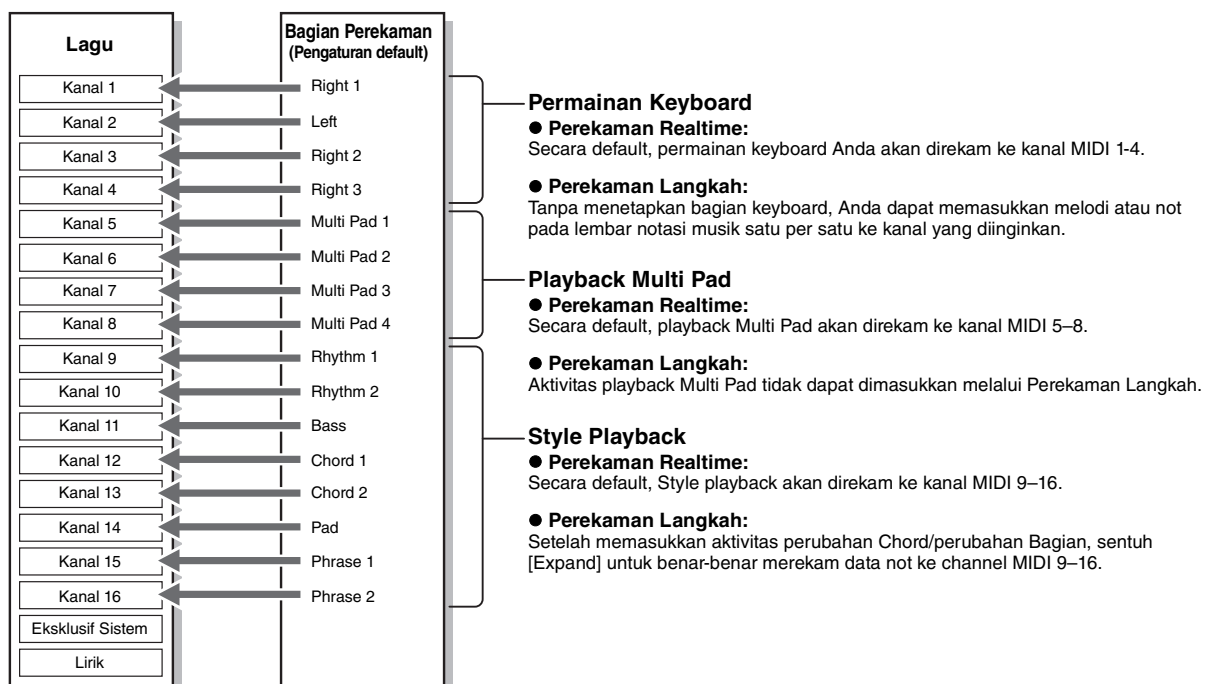 Lagu
Bagian Perekaman
(Pengaturan default)
Kanal 1
Right 1
Kanal 2
Left
Kanal 3
Right 2
Kanal 4
Right 3
Kanal 5
Multi Pad 1
Kanal 6
Multi Pad 2
Kanal 7
Multi Pad 3
Kanal 8
Multi Pad 4
Kanal 9
Rhythm 1
Kanal 10
Rhythm 2
Kanal 11
Bass
Kanal 12
Chord 1
Kanal 13
Chord 2
Kanal 14
Pad
Kanal 15
Phrase 1
Kanal 16
Phrase 2
Eksklusif Sistem
Lirik
Permainan Keyboard
● Perekaman Realtime:
Secara default, permainan keyboard Anda akan direkam ke kanal MIDI 1-4.
● Perekaman Langkah:
Tanpa menetapkan bagian keyboard, Anda dapat memasukkan melodi atau not
pada lembar notasi musik satu per satu ke kanal yang diinginkan.
Playback Multi Pad
● Perekaman Realtime:
Secara default, playback Multi Pad akan direkam ke kanal MIDI 5–8.
● Perekaman Langkah:
Aktivitas playback Multi Pad tidak dapat dimasukkan melalui Perekaman Langkah.
Style Playback
● Perekaman Realtime:
Secara default, Style playback akan direkam ke kanal MIDI 9–16.
● Perekaman Langkah:
Setelah memasukkan aktivitas perubahan Chord/perubahan Bagian, sentuh
[Expand] untuk benar-benar merekam data not ke channel MIDI 9–16.